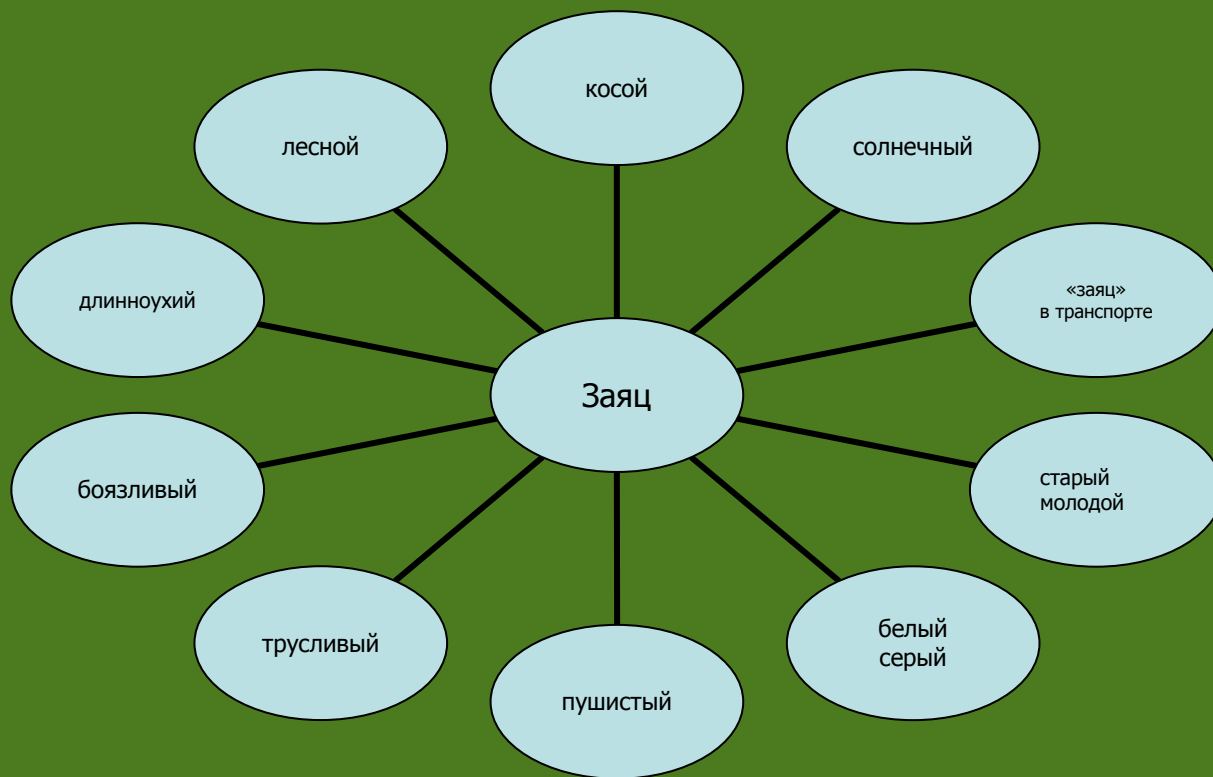 косой
лесной
солнечный
длинноухий
«заяц»
в транспорте
Заяц
боязливый
старый
молодой
трусливый
белый
серый
пушистый